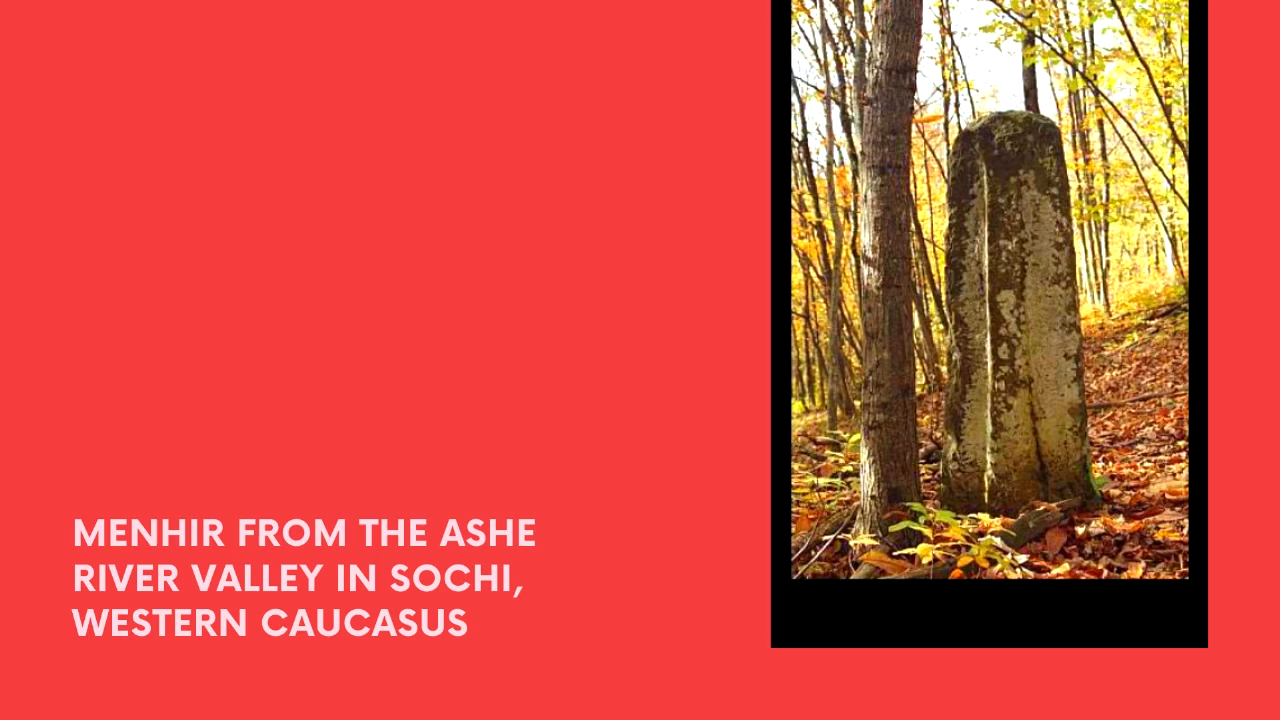 MENHIR FROM THE ASHE
RIVER VALLEY IN SOCHI,
WESTERN CAUCASUS